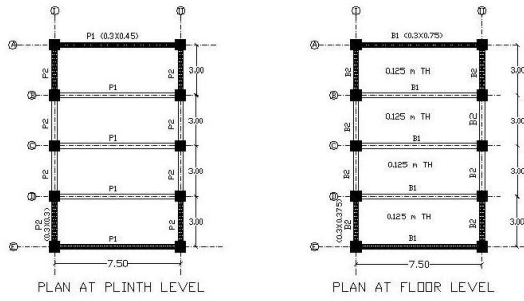 I II
A
P1 (0.3X0.45)
P2 P2 3.00
B
P1
P2 P2 3.00
C
P1
P2 P2 3.00
D
P1
P2 (0.3X0.3) P2 3.00
E
P1
7.50
PLAN AT PLINTH LEVEL
I II
A
B1 (0.3X0.75)
B2 0.125 m TH B2 3.00
B
B1
B2 0.125 m TH B2 3.00
C
B1
B2 0.125 m TH B2 3.00
D
B1
B2 (0.3X0.375) 0.125 m TH B2 3.00
E
B1
7.50
PLAN AT FLOOR LEVEL